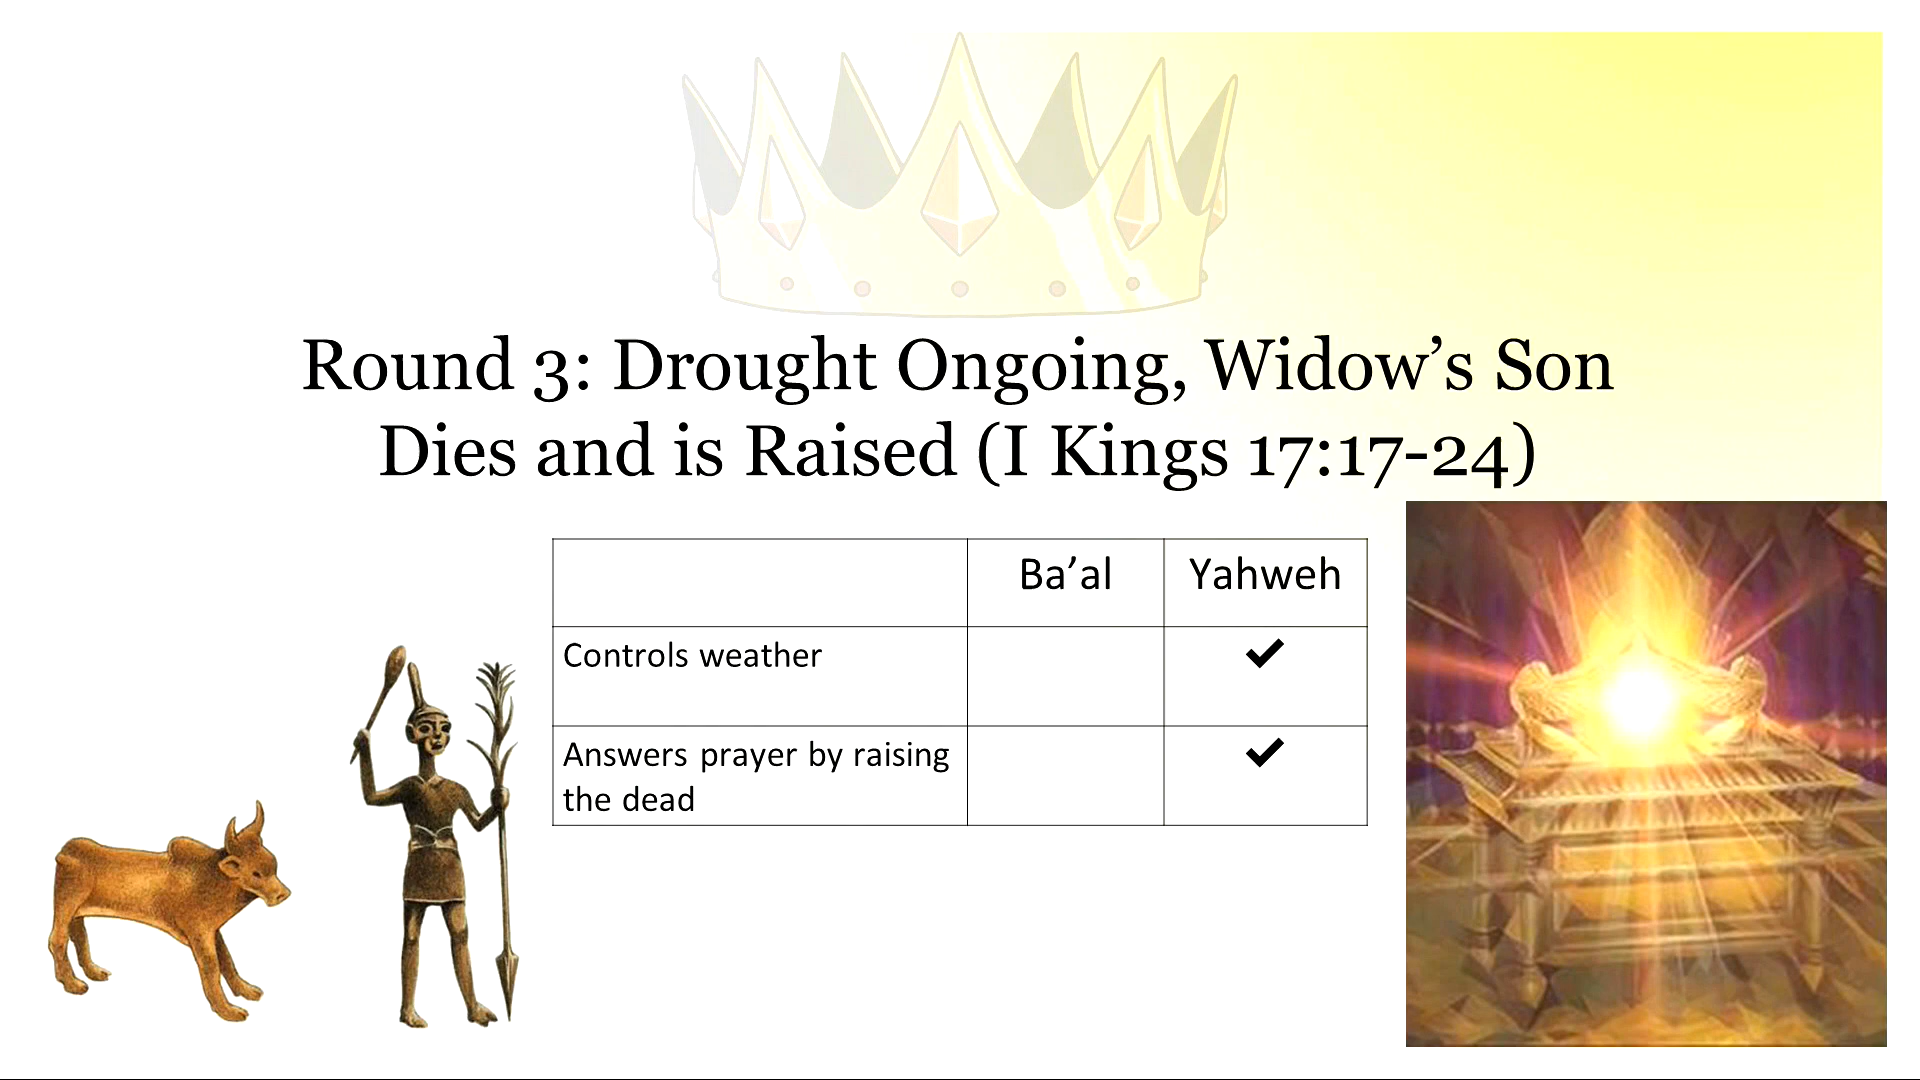 Round 3: Drought Ongoing, Widow’s Son
Dies and is Raised (I Kings 17:17-24)
Ba’al Yahweh
Controls weather ✔
Answers prayer by raising ✔
the dead